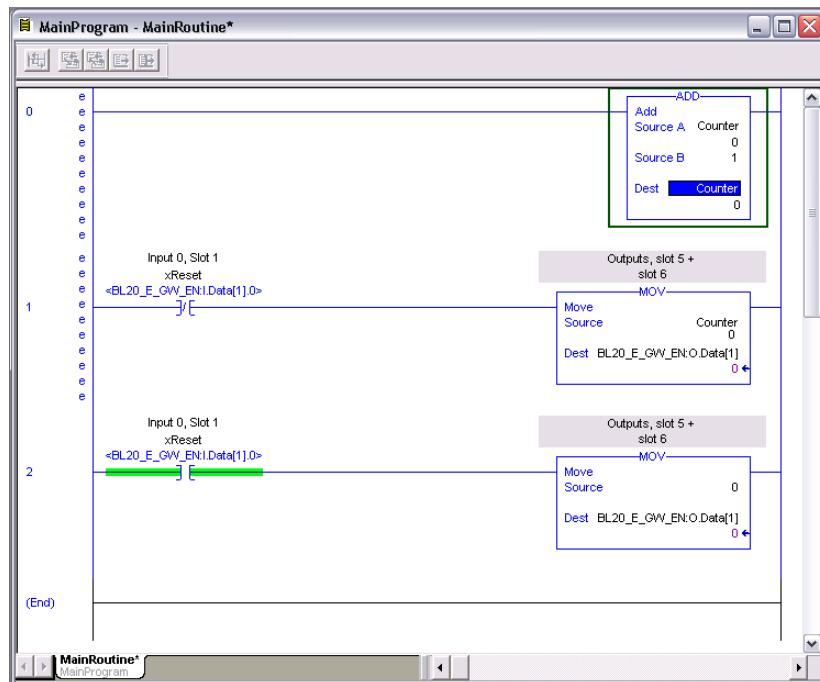 MainProgram - MainRoutine*
e
ADD
0
e
Add
e
Source A Counter
e
0
e
Source B 1
e
e
Dest Counter
e
0
e
e
e
Input 0, Slot 1
Outputs, slot 5 +
e
xReset
slot 6
e
<BL20_E_GW_EN:I.Data[1].0>
MOV
1
e
Move
e
Source Counter
e
0
e
Dest BL20_E_GW_EN:O.Data[1]
e
0
e
e
e
Input 0, Slot 1
Outputs, slot 5 +
xReset
slot 6
<BL20_E_GW_EN:I.Data[1].0>
MOV
2
Move
Source 0
Dest BL20_E_GW_EN:O.Data[1]
0
(End)
MainRoutine*
MainProgram